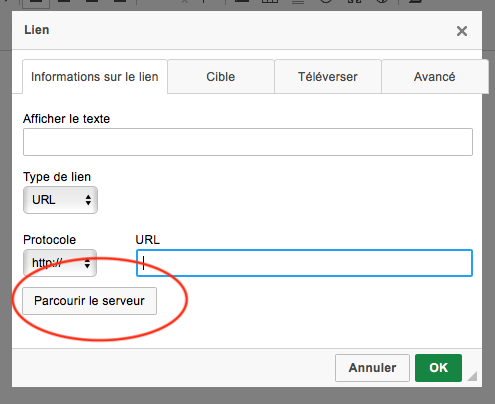 Lien
Informations sur le lien
Cible
Téléverser
Avancé
Afficher le texte
Type de lien
URL
Protocole
URL
http://
Parcourir le serveur
Annuler
OK